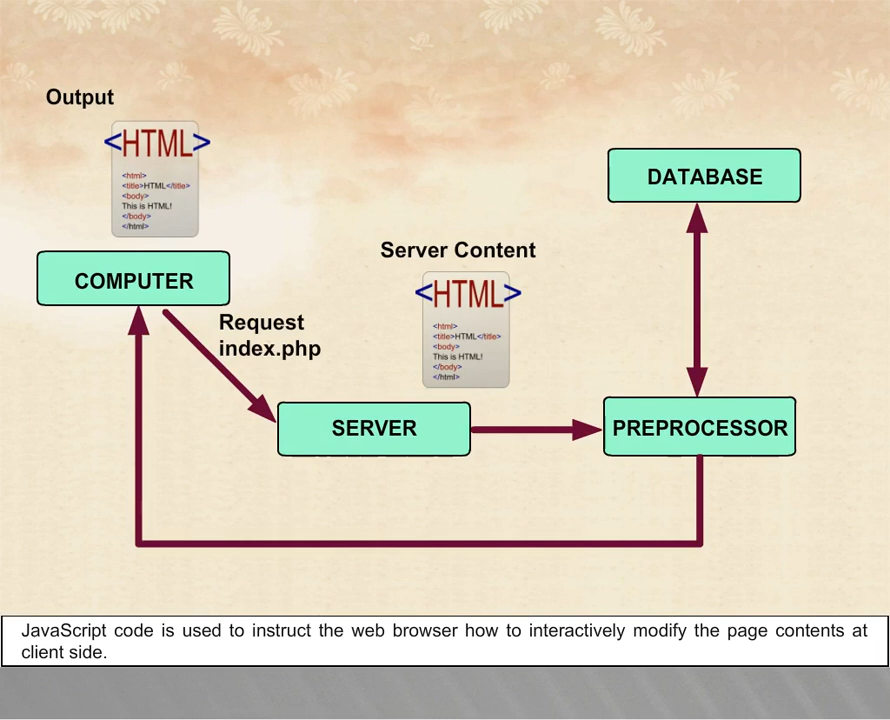 Output
<HTML>
<html>
<title>HTML</title>
<body>
This is HTML!
</body>
</html>
COMPUTER
Request
index.php
Server Content
<HTML>
<html>
<title>HTML</title>
<body>
This is HTML!
</body>
</html>
DATABASE
SERVER
PREPROCESSOR
JavaScript code is used to instruct the web browser how to interactively modify the page contents at
client side.